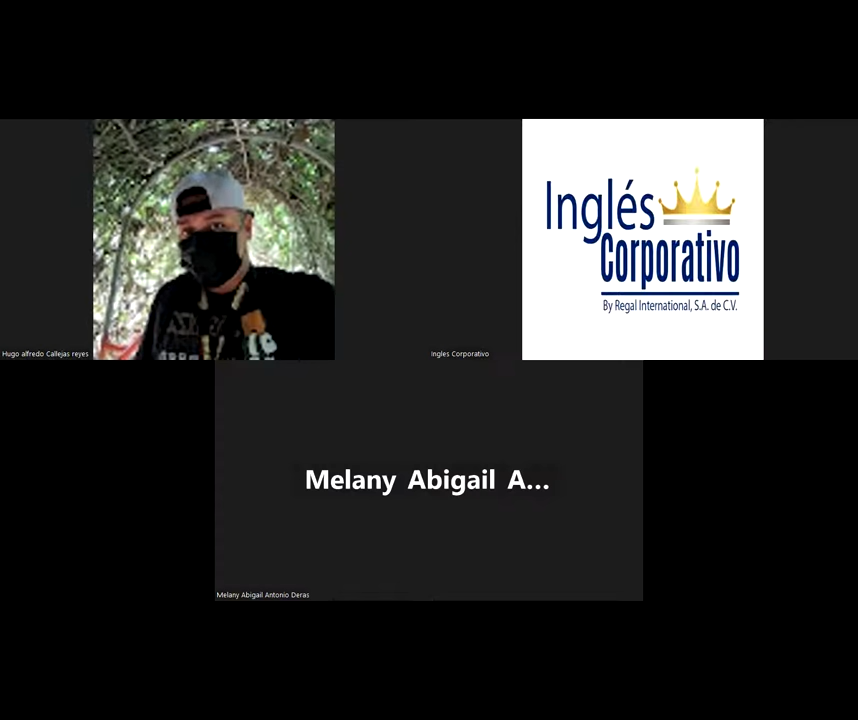 Inglés
Corporativo
By Regal International, S.A. de C.V.
Hugo alfredo Callejas reyes
Ingles Corporativo
Melany Abigail A...
Melany Abigail Antonio Deras